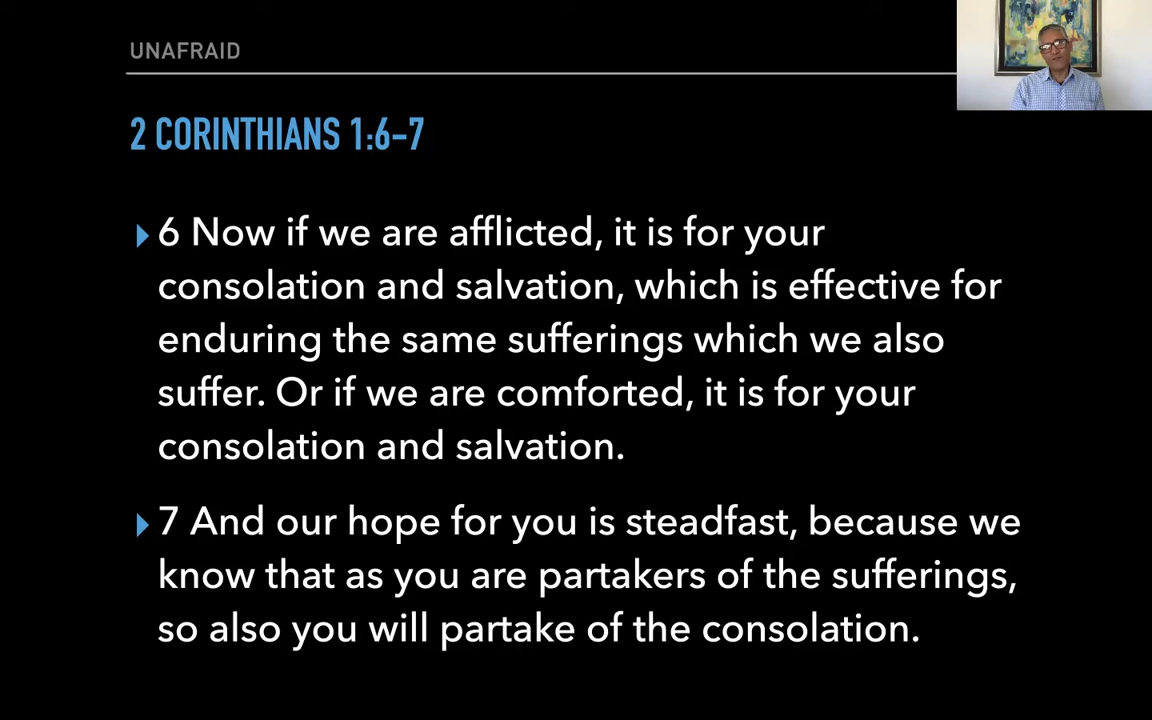 UNAFRAID
2 CORINTHIANS 1:6-7
6 Now if we are afflicted, it is for your
consolation and salvation, which is effective for
enduring the same sufferings which we also
suffer. Or if we are comforted, it is for your
consolation and salvation.
7 And our hope for you is steadfast, because we
know that as you are partakers of the sufferings,
so also you will partake of the consolation.